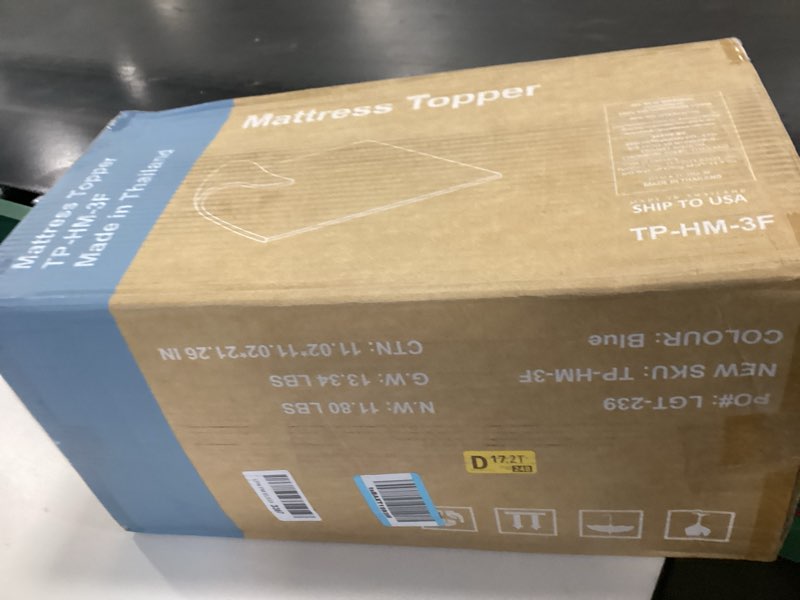 Mattress Topper
TP-HM-3F
Made in Thailand
Mattress Topper
SHIP TO USA
TP-HM-3F
PO#: LGT-239
NEW SKU: TP-HM-3F
COLOUR: Blue
N.W: 11.80 LBS
G.W: 13.34 LBS
CTN: 11.02*11.02*21.26 IN
D 17.2T
248